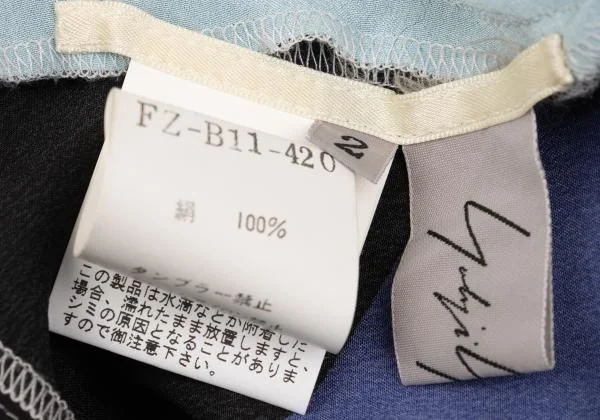 FZ-B11-420
2
絹 100%
タンブラー禁止
この製品は水滴などが附着した
場合、濡れたまま放置しますと、
シミの原因となることがありま
すので御注意下さい。